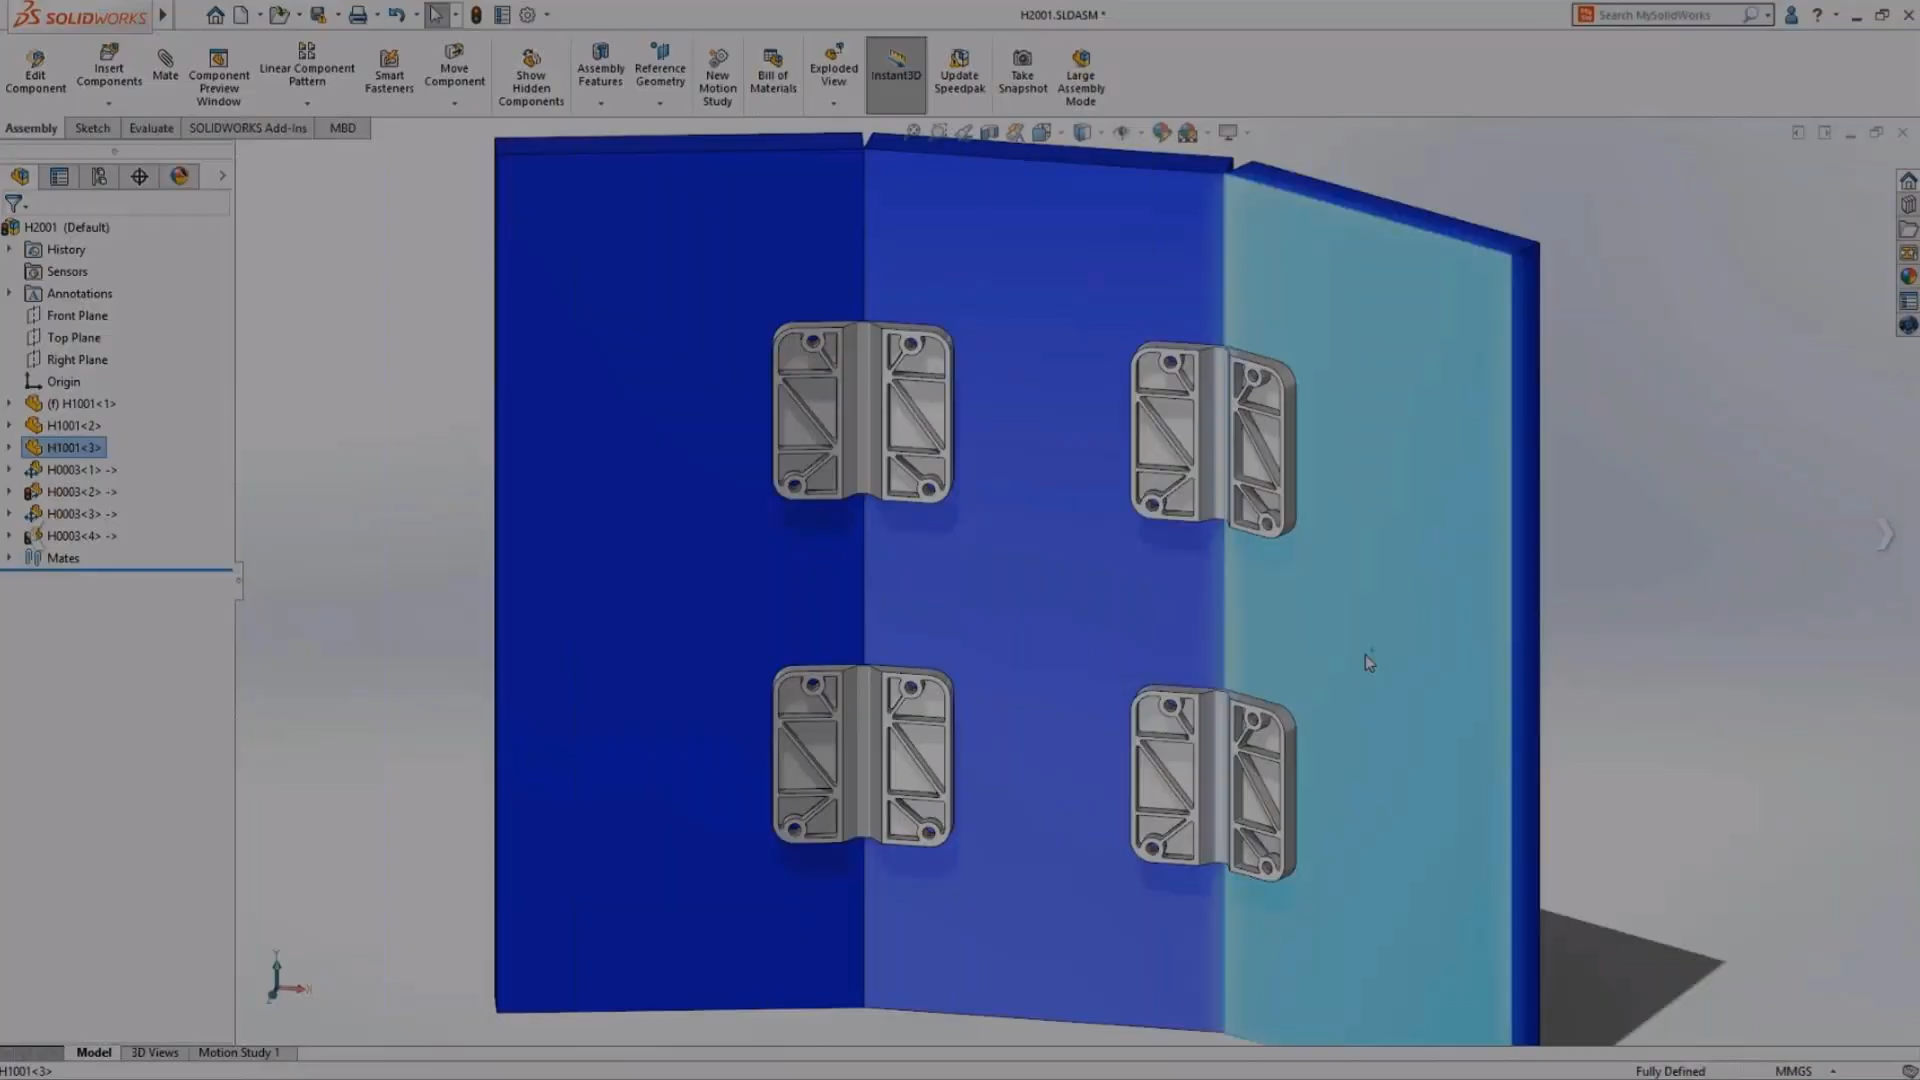 SOLIDWORKS
H2001.SLDASM *
Search MySolidWorks
Edit Component
Insert Components
Mate
Component Preview Window
Linear Component Pattern
Smart Fasteners
Move Component
Show Hidden Components
Assembly Features
Reference Geometry
New Motion Study
Bill of Materials
Exploded View
Instant3D
Update Speedpak
Take Snapshot
Large Assembly Mode
Assembly
Sketch
Evaluate
SOLIDWORKS Add-Ins
MBD
H2001 (Default)
History
Sensors
Annotations
Front Plane
Top Plane
Right Plane
Origin
(f) H1001<1>
H1001<2>
H1001<3>
H0003<1> ->
H0003<2> ->
H0003<3> ->
H0003<4> ->
Mates
Model
3D Views
Motion Study 1
H1001<3>
Fully Defined
MMGS